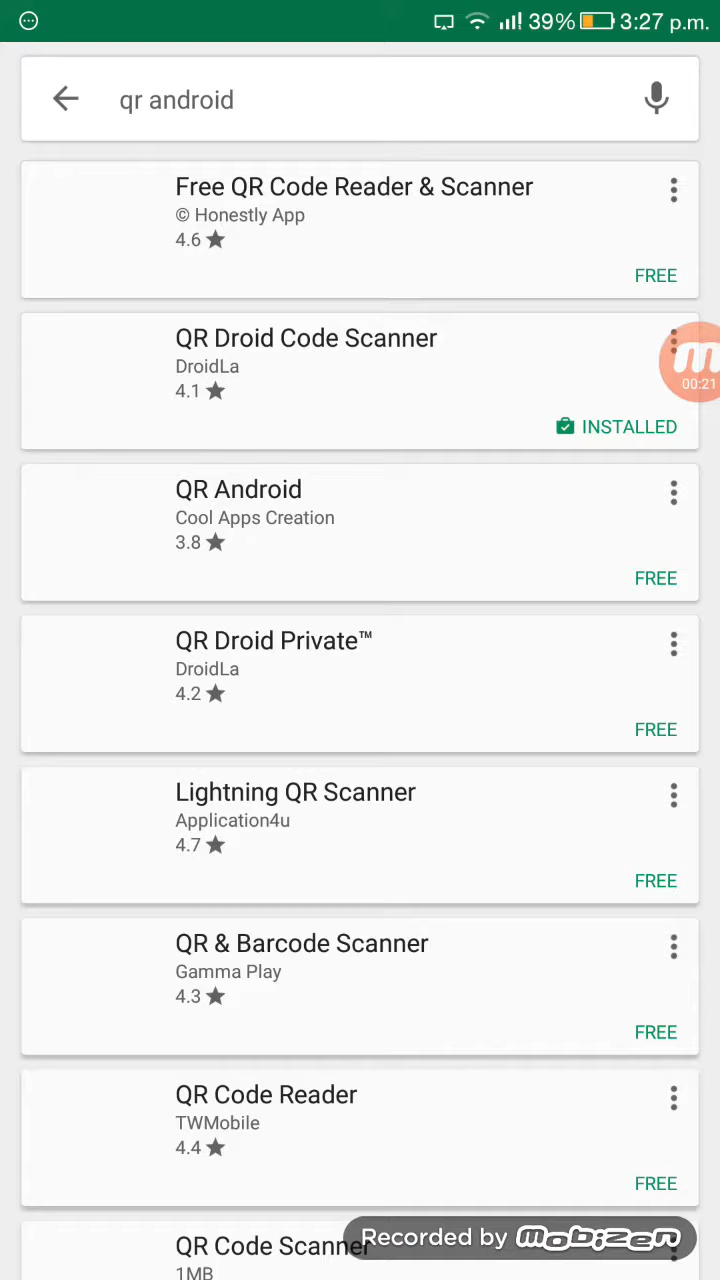 39% 3:27 p.m.
qr android
Free QR Code Reader & Scanner
© Honestly App
4.6
FREE
QR Droid Code Scanner
DroidLa
4.1
m
00:21
INSTALLED
QR Android
Cool Apps Creation
3.8
FREE
QR Droid Private™
DroidLa
4.2
FREE
Lightning QR Scanner
Application4u
4.7
FREE
QR & Barcode Scanner
Gamma Play
4.3
FREE
QR Code Reader
TWMobile
4.4
FREE
QR Code Scanner
Recorded by mobizen
1MB